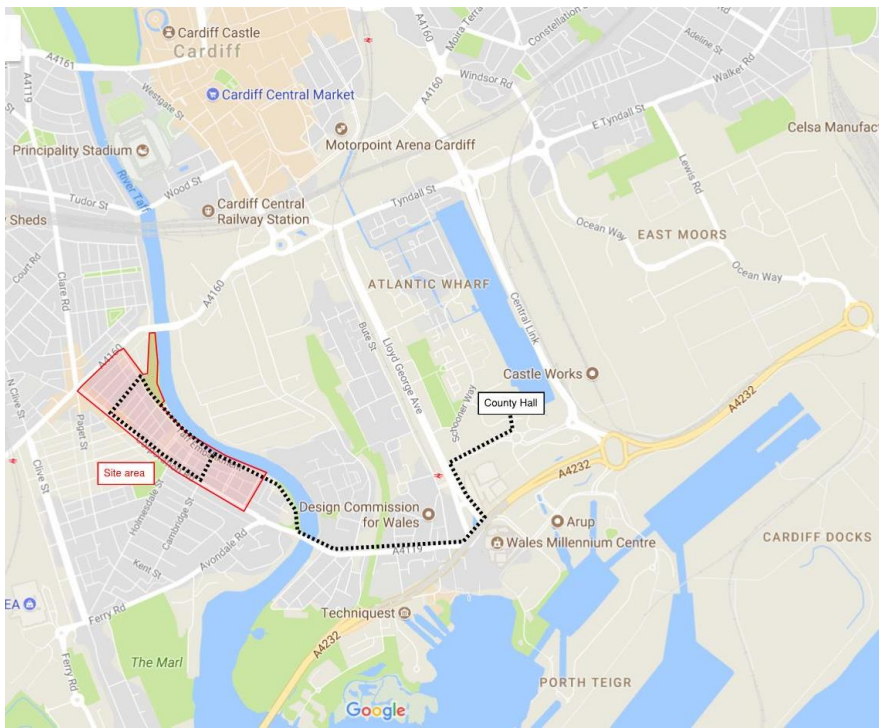 Cardiff Castle
Cardiff
A4160
Moira Terra
Constellation S
Adeline St
A4161
A4119
Westgate St
Cardiff Central Market
Windsor Rd
A4160
Walker Rd
E Tyndall St
Celsa Manufac
Motorpoint Arena Cardiff
Principality Stadium
River Taff
Wood St
Lewis Rd
Tudor St
Cardiff Central
Railway Station
Tyndall St
Sheds
Ocean Way
EAST MOORS
Court Rd
Clare Rd
Ocean Way
ATLANTIC WHARF
A4160
Central Link
Bute St
Lloyd George Ave
A4160
Castle Works
N Clive St
Paget St
Schooner Way
County Hall
A4232
Clive St
Site area
A4232
Holmesdale St
Cambridge St
Design Commission
for Wales
Arup
Wales Millennium Centre
CARDIFF DOCKS
Avondale Rd
A4119
Kent St
EA
Ferry Rd
Techniquest
A4232
Ferry Rd
The Marl
PORTH TEIGR
Google